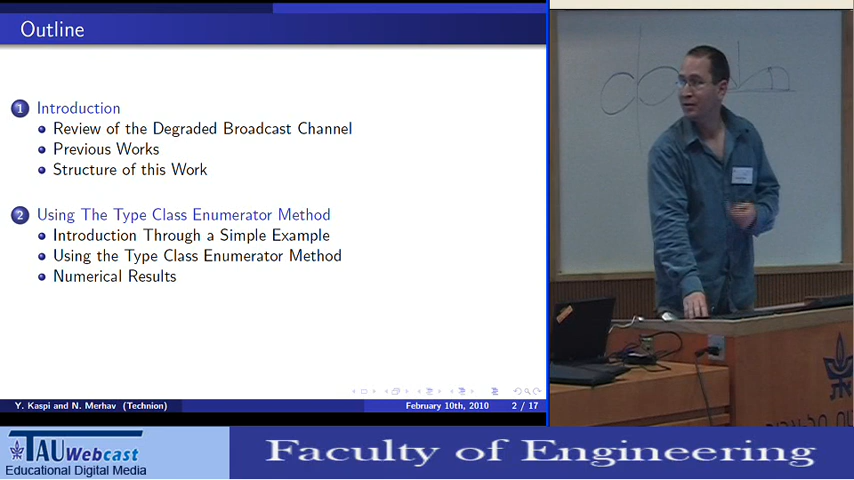 Outline
1 Introduction
Review of the Degraded Broadcast Channel
Previous Works
Structure of this Work
2 Using The Type Class Enumerator Method
Introduction Through a Simple Example
Using the Type Class Enumerator Method
Numerical Results
Y. Kaspi and N. Merhav (Technion)
February 10th, 2010
2 / 17
TAUWebcast
Educational Digital Media
Faculty of Engineering